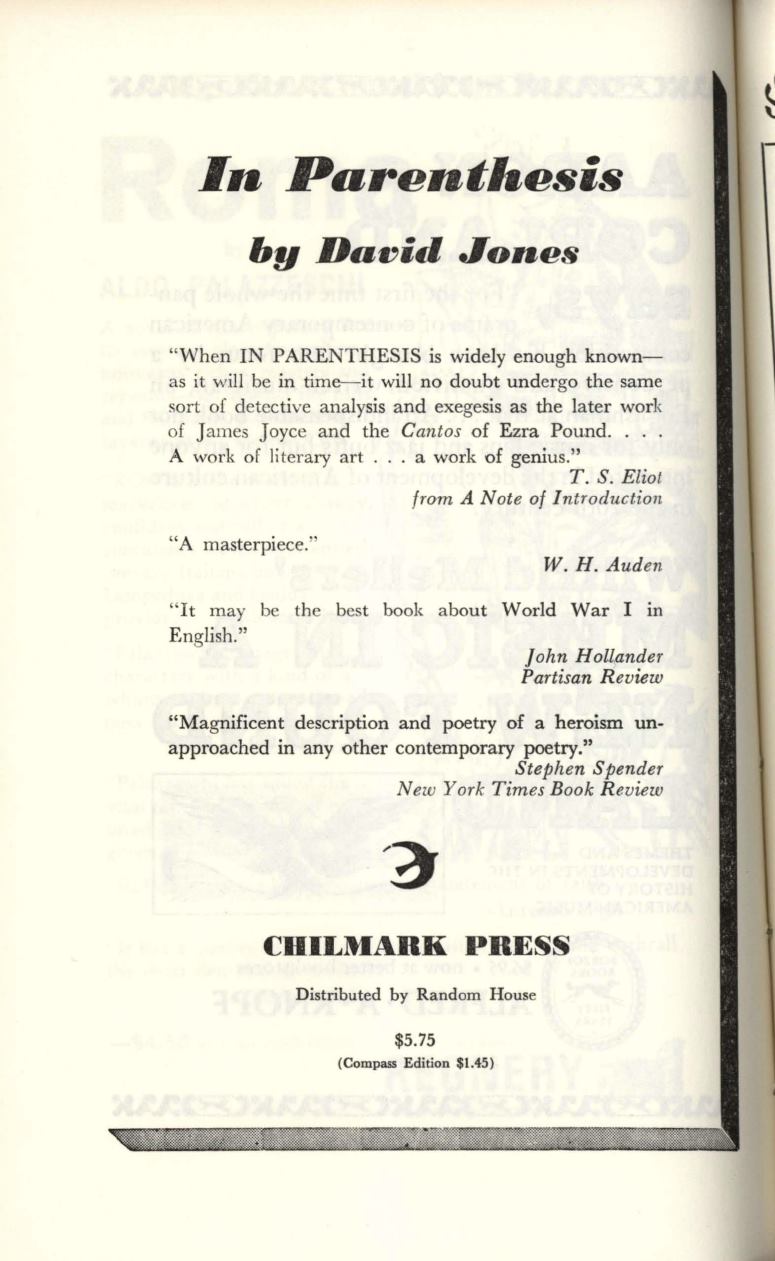 In Parenthesis
by David Jones
“When IN PARENTHESIS is widely enough known—
as it will be in time—it will no doubt undergo the same
sort of detective analysis and exegesis as the later work
of James Joyce and the Cantos of Ezra Pound. . . .
A work of literary art . . . a work of genius.”
T. S. Eliot
from A Note of Introduction
“A masterpiece.”
W. H. Auden
“It may be the best book about World War I in
English.”
John Hollander
Partisan Review
“Magnificent description and poetry of a heroism un-
approached in any other contemporary poetry.”
Stephen Spender
New York Times Book Review
CHILMARK PRESS
Distributed by Random House
$5.75
(Compass Edition $1.45)